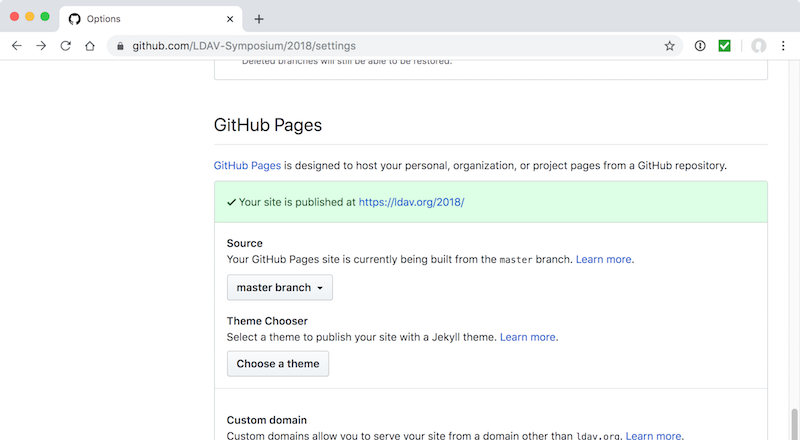 Options
github.com/LDAV-Symposium/2018/settings
Deleted branches will still be able to be restored.
GitHub Pages
GitHub Pages is designed to host your personal, organization, or project pages from a GitHub repository.
Your site is published at https://ldav.org/2018/
Source
Your GitHub Pages site is currently being built from the master branch. Learn more.
master branch
Theme Chooser
Select a theme to publish your site with a Jekyll theme. Learn more.
Choose a theme
Custom domain
Custom domains allow you to serve your site from a domain other than ldav.org. Learn more.